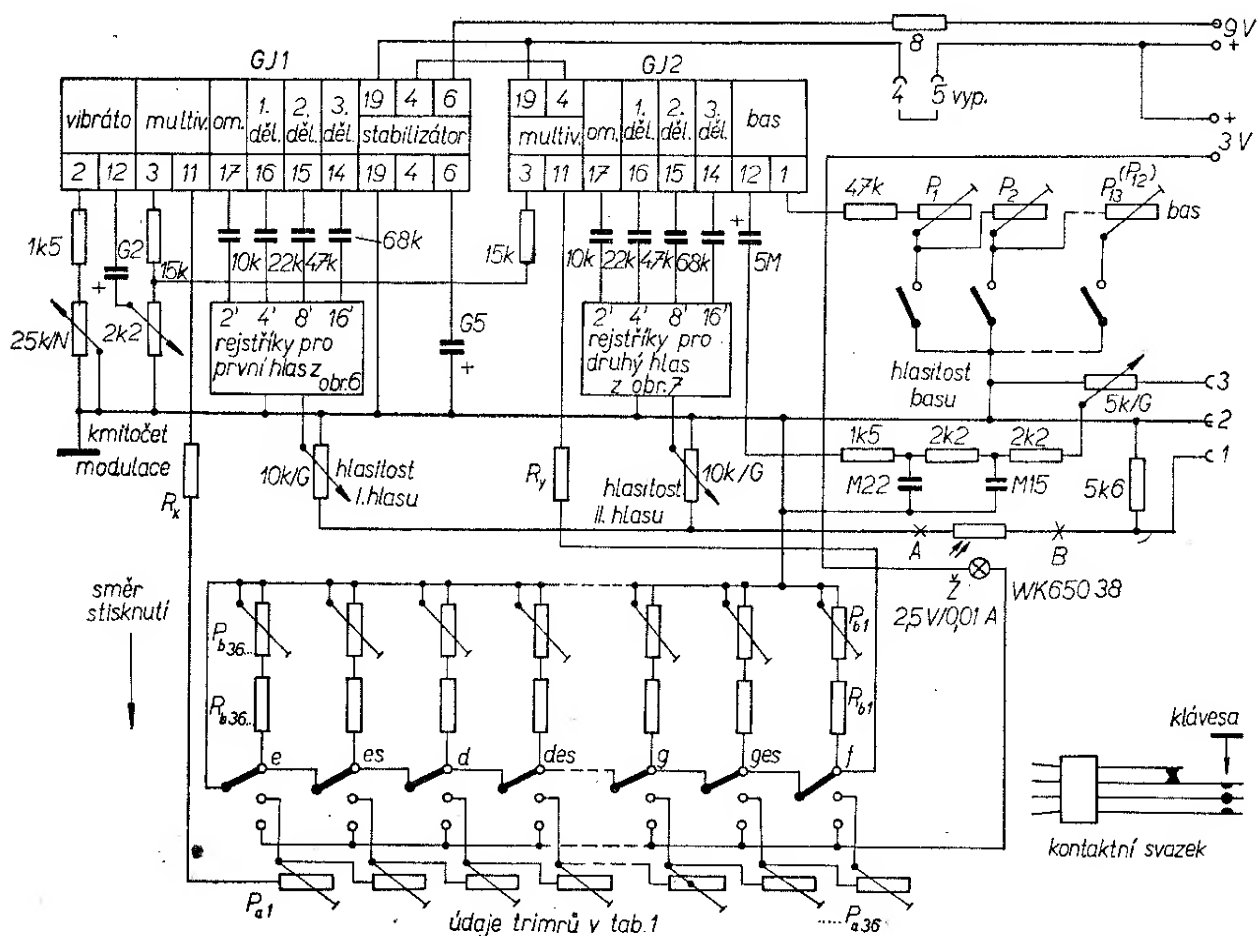 9V
8
+
GJ1
GJ2
4 5 vyp.
19 4 6
19 4
vibráto multiv. om. 1. děl. 2. děl. 3. děl. stabilizátor
multiv. om. 1. děl. 2. děl. 3. děl. bas
+
3V
2 12 3 11 17 16 15 14 19 4 6
3 11 17 16 15 14 12 1
47k P1 P2 P13 (P12) bas
1k5 G2 + 15k
10k 22k 47k 68k
15k
10k 22k 47k 68k + 5M
25k/N 2k2
2' 4' 8' 16'
rejstříky pro
první hlas z
obr.6
G5 +
2' 4' 8' 16'
rejstříky pro
druhý hlas
z obr.7
hlasitost
basu
5k/G
3
2
1
kmitočet
modulace
Rx
10k/G
hlasitost
I.hlasu
Ry
hlasitost
II. hlasu
10k/G
1k5 2k2 2k2
M22 M15
5k6
A B
Ž
2,5V/0,01A
WK65038
směr
stisknutí
Pb36...
Pb1
Rb36...
Rb1
e es d des g ges f
klávesa
kontaktní svazek
Pa1
.....Pa36
údaje trimrů v tab.1